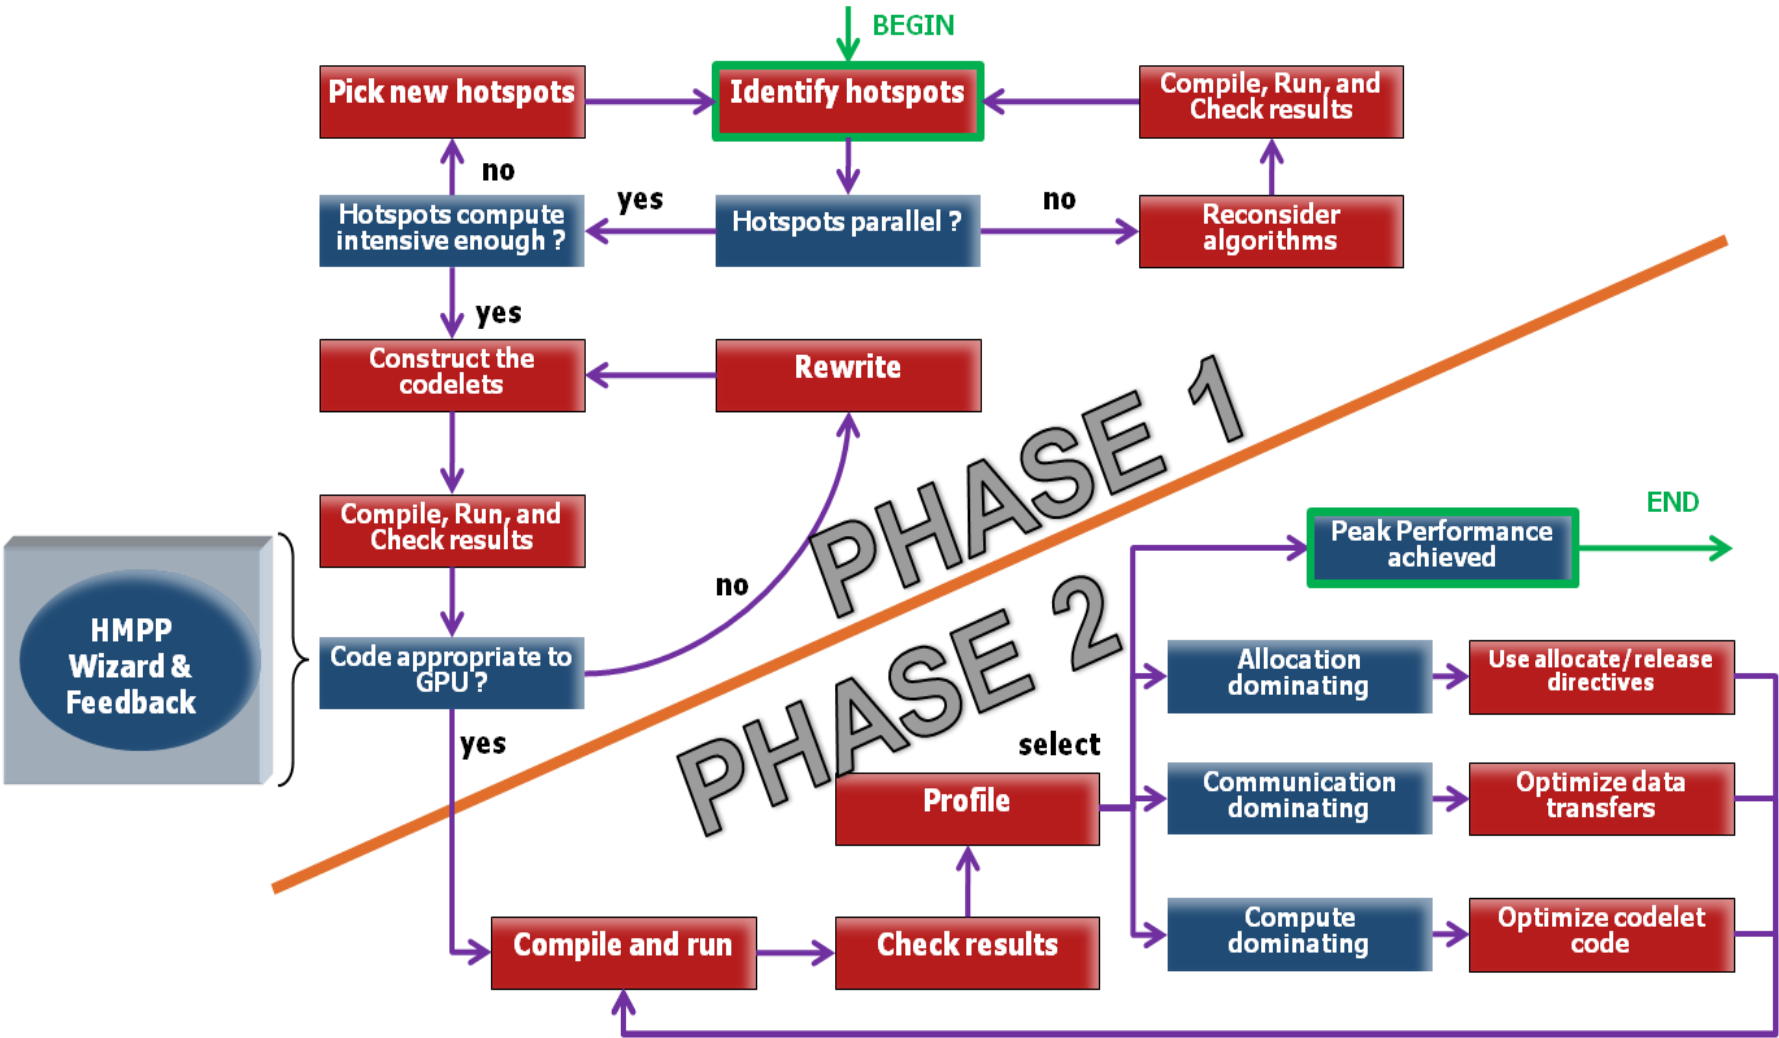 BEGIN
Pick new hotspots
Identify hotspots
Compile, Run, and
Check results
no
yes
no
Hotspots compute
intensive enough ?
Hotspots parallel ?
Reconsider
algorithms
yes
Construct the
codelets
Rewrite
PHASE 1
Compile, Run, and
Check results
END
Peak Performance
achieved
no
HMPP
Wizard &
Feedback
Code appropriate to
GPU ?
PHASE 2
Allocation
dominating
Use allocate/release
directives
yes
select
Profile
Communication
dominating
Optimize data
transfers
Compile and run
Check results
Compute
dominating
Optimize codelet
code